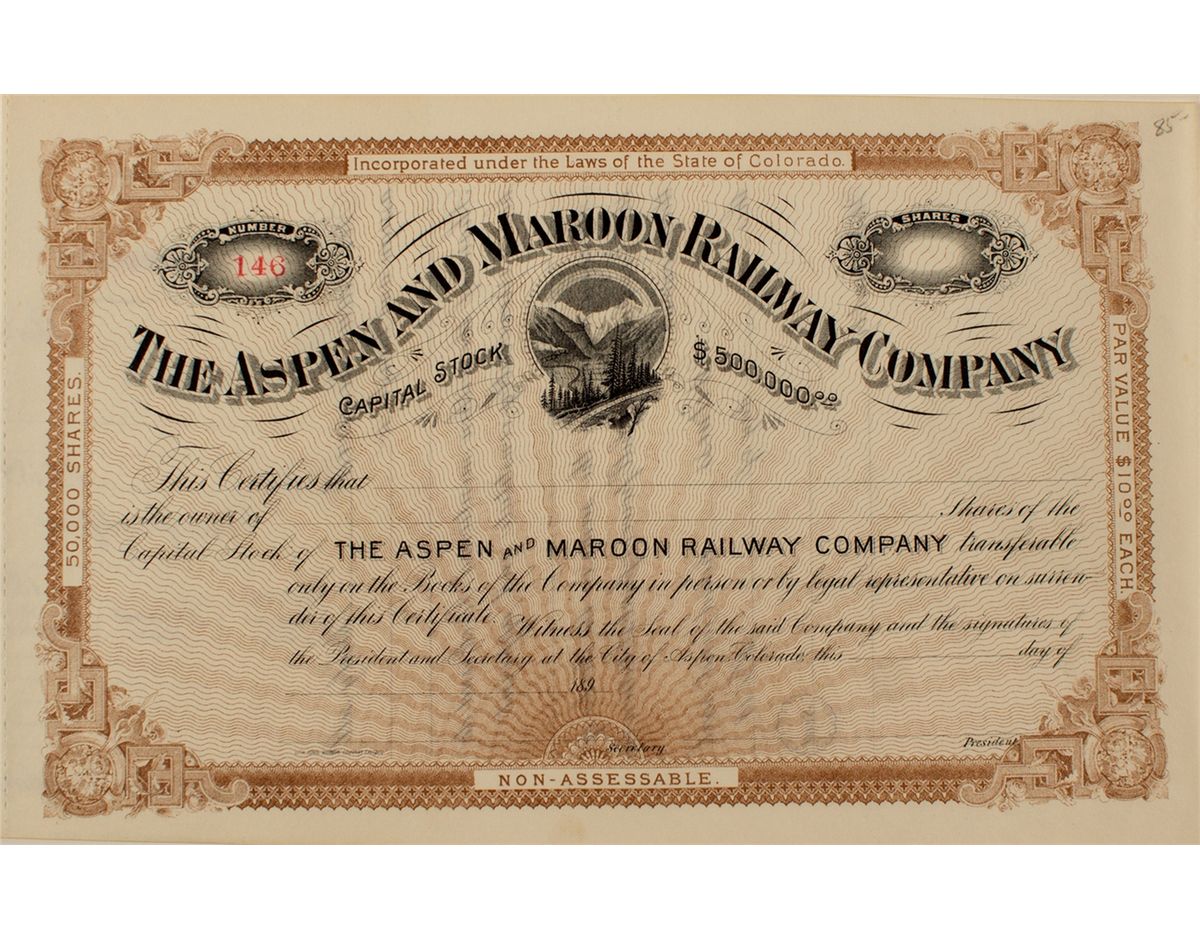 85-
Incorporated under the Laws of the State of Colorado.
NUMBER
146
SHARES
THE ASPEN AND MAROON RAILWAY COMPANY
CAPITAL STOCK
$500,000.00
50,000 SHARES.
PAR VALUE $10.00 EACH.
This Certifies that
is the owner of Shares of the
Capital Stock of THE ASPEN AND MAROON RAILWAY COMPANY transferable
only on the Books of the Company in person or by legal representative on surren-
der of this Certificate. Witness the Seal of the said Company and the signatures of
the President and Secretary at the City of Aspen, Colorado, this day of
189
Secretary
President
NON-ASSESSABLE.